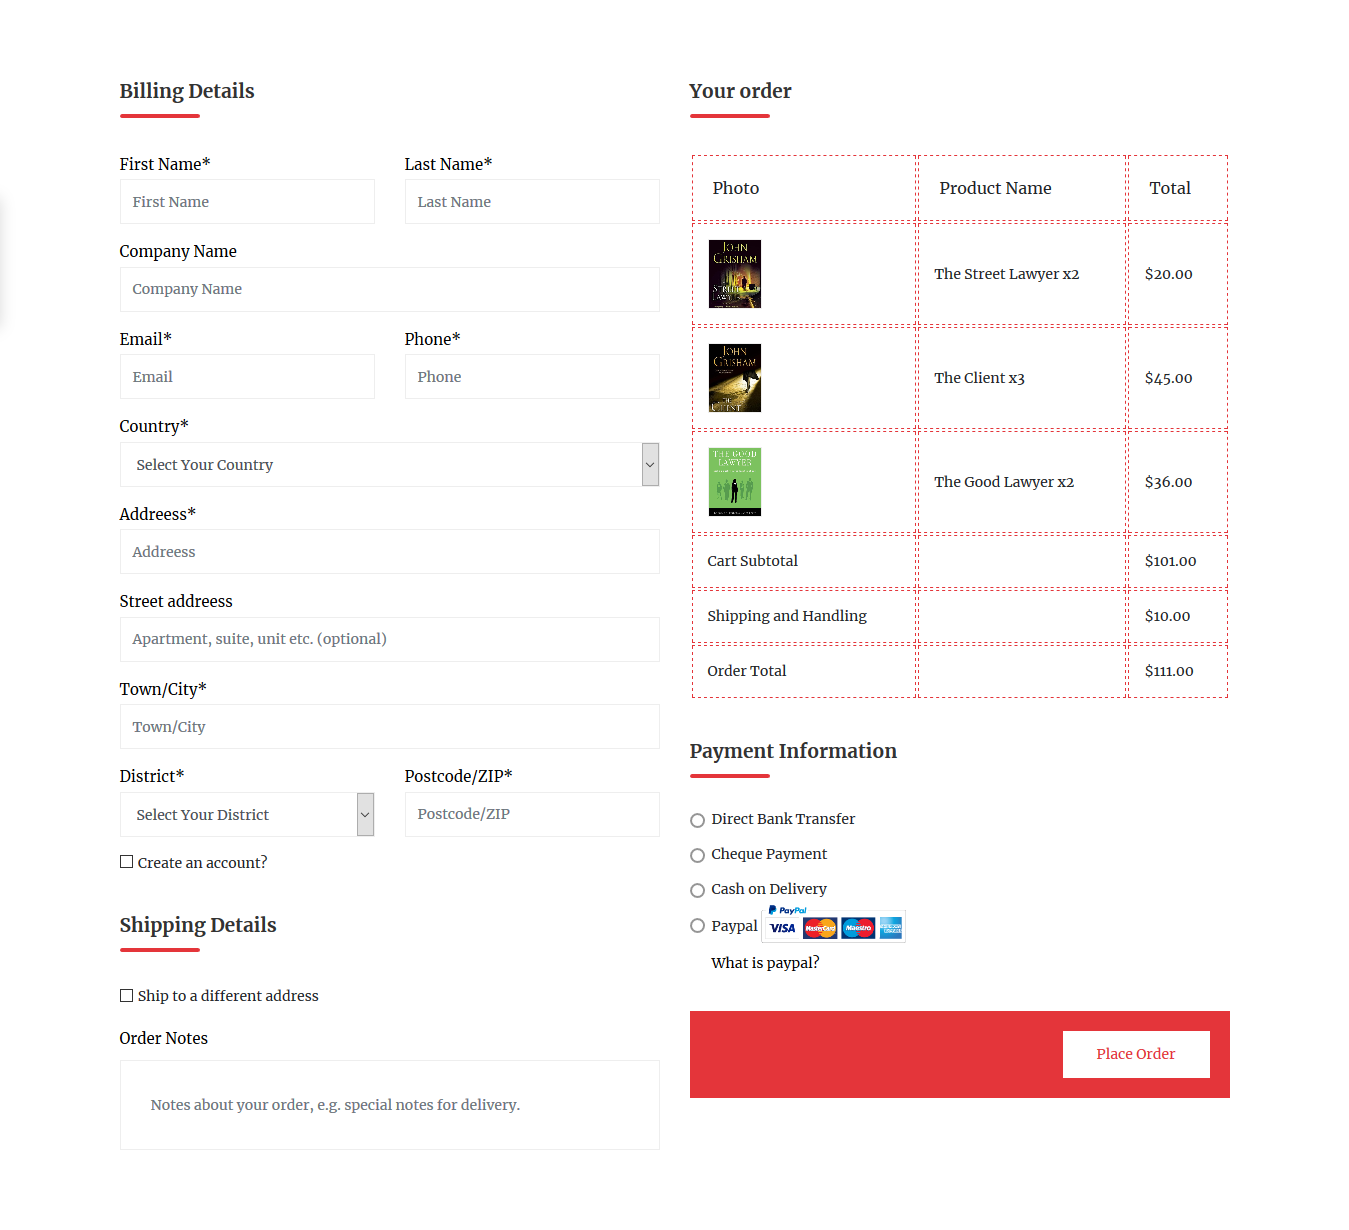 Billing Details
First Name*
Last Name*
First Name
Last Name
Company Name
Company Name
Email*
Phone*
Email
Phone
Country*
Select Your Country
Addreess*
Addreess
Street addreess
Apartment, suite, unit etc. (optional)
Town/City*
Town/City
District*
Postcode/ZIP*
Select Your District
Postcode/ZIP
Create an account?
Shipping Details
Ship to a different address
Order Notes
Notes about your order, e.g. special notes for delivery.
Your order
Photo
Product Name
Total
JOHN
GRISHAM
STREET
LAWYER
The Street Lawyer x2
$20.00
JOHN
GRISHAM
THE
CLIENT
The Client x3
$45.00
THE GOOD
LAWYER
The Good Lawyer x2
$36.00
Cart Subtotal
$101.00
Shipping and Handling
$10.00
Order Total
$111.00
Payment Information
Direct Bank Transfer
Cheque Payment
Cash on Delivery
Paypal
PayPal
VISA
MasterCard
Maestro
What is paypal?
Place Order